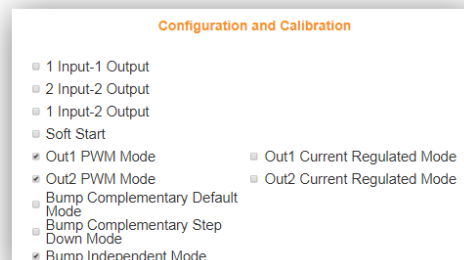 Configuration and Calibration
1 Input-1 Output
2 Input-2 Output
1 Input-2 Output
Soft Start
Out1 PWM Mode
Out1 Current Regulated Mode
Out2 PWM Mode
Out2 Current Regulated Mode
Bump Complementary Default
Mode
Bump Complementary Step
Down Mode
Bump Independent Mode